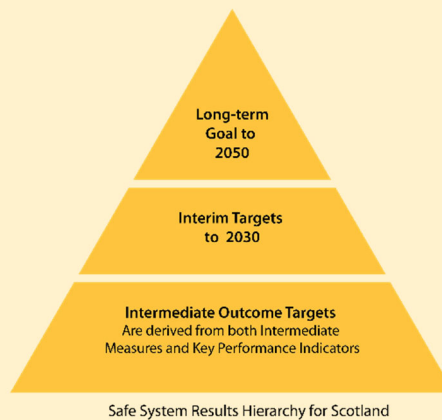 Long-term
Goal to
2050
Interim Targets
to 2030
Intermediate Outcome Targets
Are derived from both Intermediate
Measures and Key Performance Indicators
Safe System Results Hierarchy for Scotland